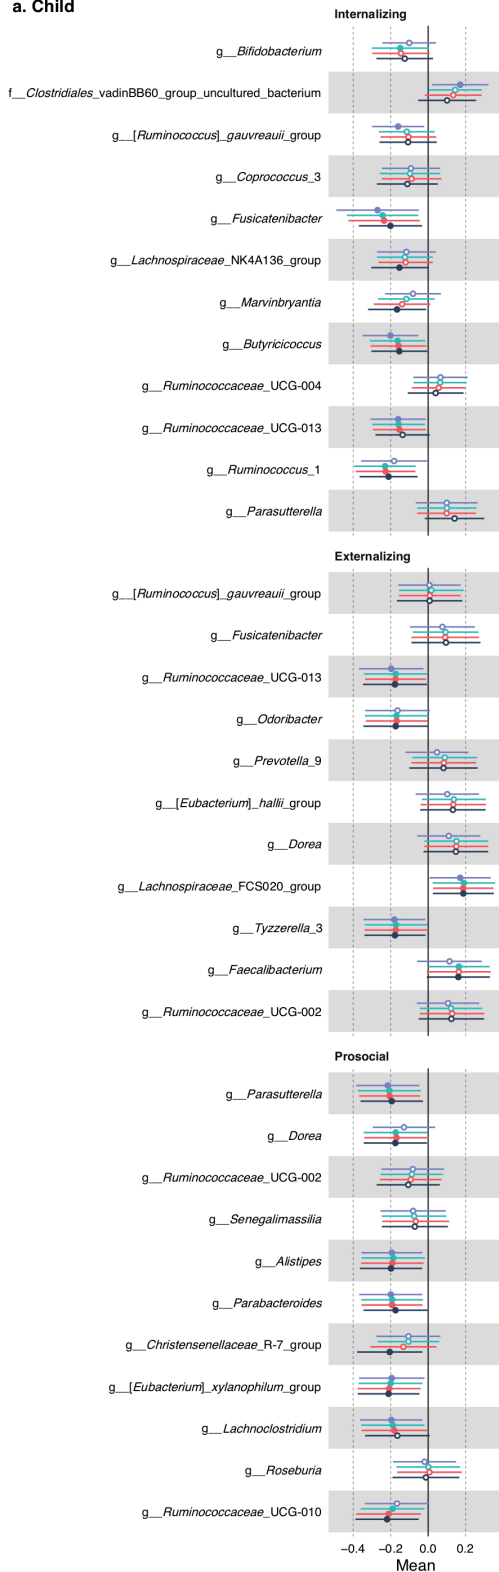 a. Child
Internalizing
g__Bifidobacterium
f__Clostridiales_vadinBB60_group_uncultured_bacterium
g__[Ruminococcus]_gauvreauii_group
g__Coprococcus_3
g__Fusicatenibacter
g__Lachnospiraceae_NK4A136_group
g__Marvinbryantia
g__Butyricicoccus
g__Ruminococcaceae_UCG-004
g__Ruminococcaceae_UCG-013
g__Ruminococcus_1
g__Parasutterella
Externalizing
g__[Ruminococcus]_gauvreauii_group
g__Fusicatenibacter
g__Ruminococcaceae_UCG-013
g__Odoribacter
g__Prevotella_9
g__[Eubacterium]_hallii_group
g__Dorea
g__Lachnospiraceae_FCS020_group
g__Tyzzerella_3
g__Faecalibacterium
g__Ruminococcaceae_UCG-002
Prosocial
g__Parasutterella
g__Dorea
g__Ruminococcaceae_UCG-002
g__Senegalimassilia
g__Alistipes
g__Parabacteroides
g__Christensenellaceae_R-7_group
g__[Eubacterium]_xylanophilum_group
g__Lachnoclostridium
g__Roseburia
g__Ruminococcaceae_UCG-010
−0.4 −0.2 0.0 0.2
Mean